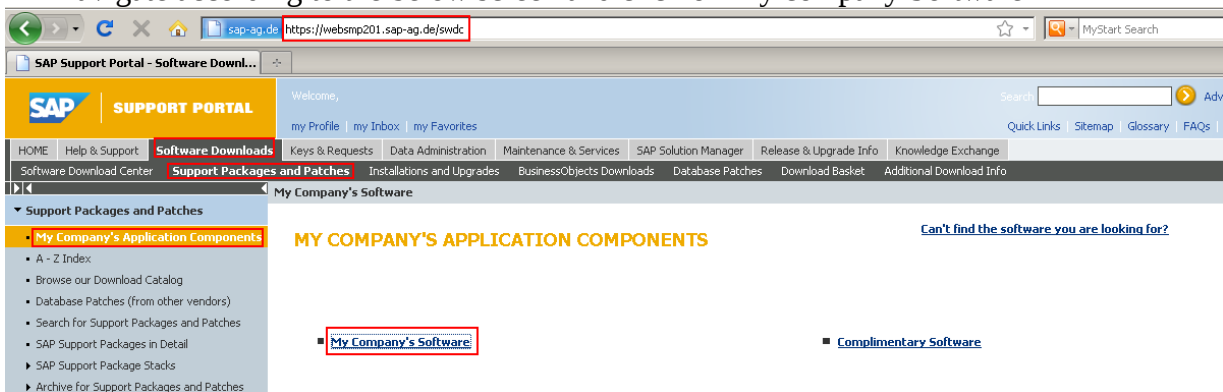 sap-ag.de https://websmp201.sap-ag.de/swdc MyStart Search
SAP Support Portal - Software Downl...
SAP SUPPORT PORTAL
Welcome,
Search Adv
my Profile my Inbox my Favorites
Quick Links Sitemap Glossary FAQs
HOME Help & Support Software Downloads Keys & Requests Data Administration Maintenance & Services SAP Solution Manager Release & Upgrade Info Knowledge Exchange
Software Download Center Support Packages and Patches Installations and Upgrades BusinessObjects Downloads Database Patches Download Basket Additional Download Info
My Company's Software
Support Packages and Patches
My Company's Application Components
A - Z Index
Browse our Download Catalog
Database Patches (from other vendors)
Search for Support Packages and Patches
SAP Support Packages in Detail
SAP Support Package Stacks
Archive for Support Packages and Patches
MY COMPANY'S APPLICATION COMPONENTS
Can't find the software you are looking for?
My Company's Software
Complimentary Software